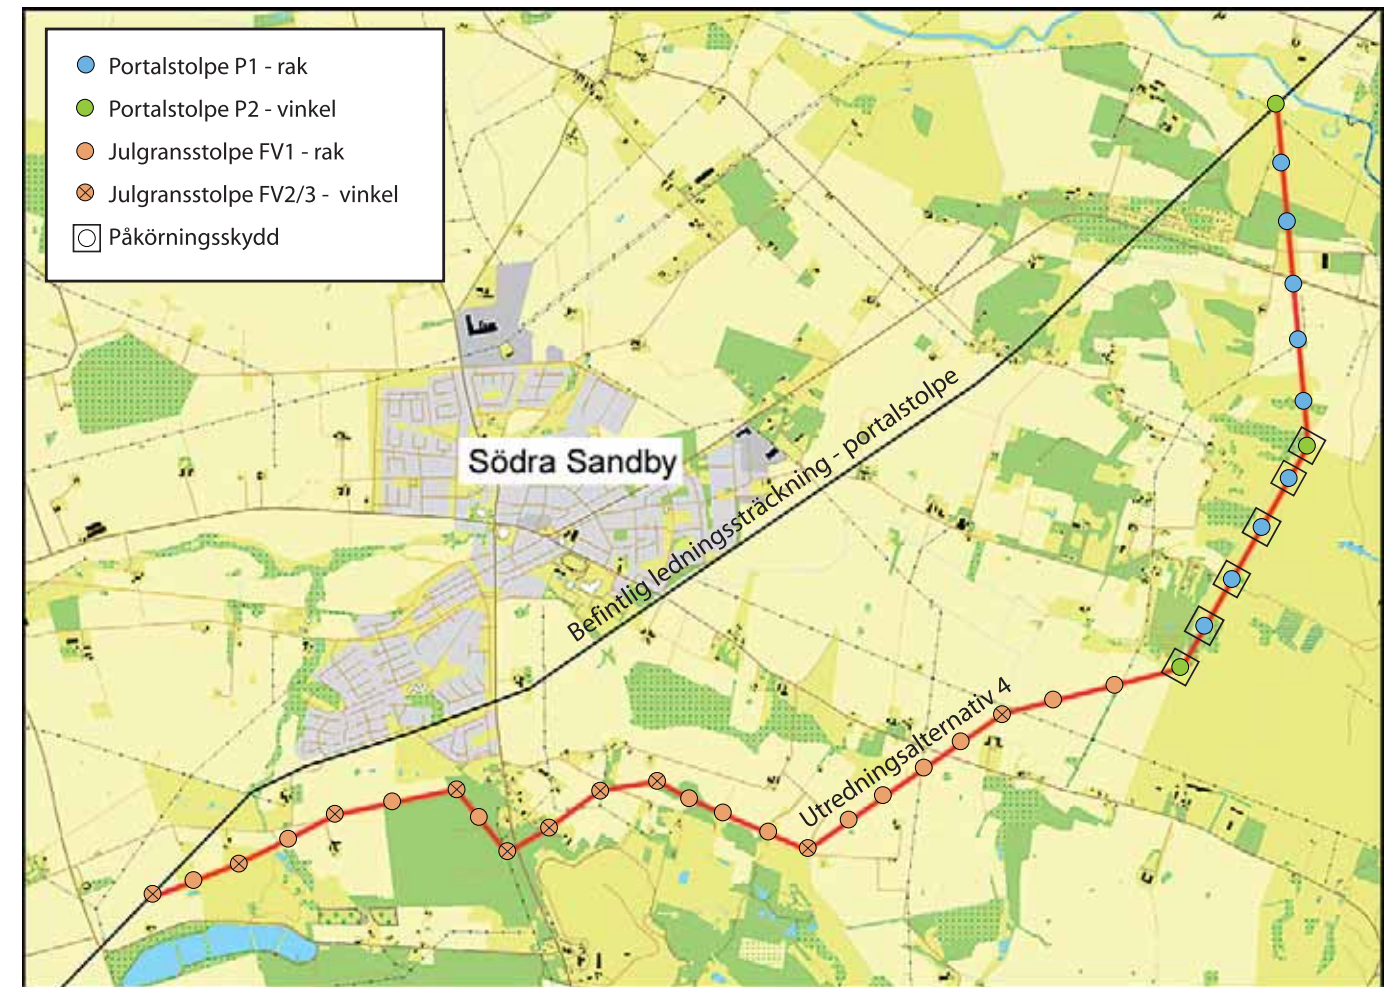 Portalstolpe P1 - rak
Portalstolpe P2 - vinkel
Julgransstolpe FV1 - rak
Julgransstolpe FV2/3 - vinkel
Påkörningsskydd
Södra Sandby
Befintlig ledningssträckning - portalstolpe
Utredningsalternativ 4